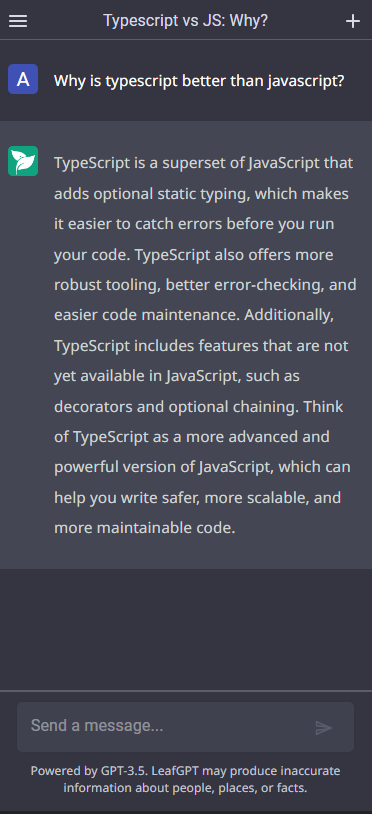 Typescript vs JS: Why?
A
Why is typescript better than javascript?
TypeScript is a superset of JavaScript that
adds optional static typing, which makes
it easier to catch errors before you run
your code. TypeScript also offers more
robust tooling, better error-checking, and
easier code maintenance. Additionally,
TypeScript includes features that are not
yet available in JavaScript, such as
decorators and optional chaining. Think
of TypeScript as a more advanced and
powerful version of JavaScript, which can
help you write safer, more scalable, and
more maintainable code.
Send a message...
Powered by GPT-3.5. LeafGPT may produce inaccurate
information about people, places, or facts.